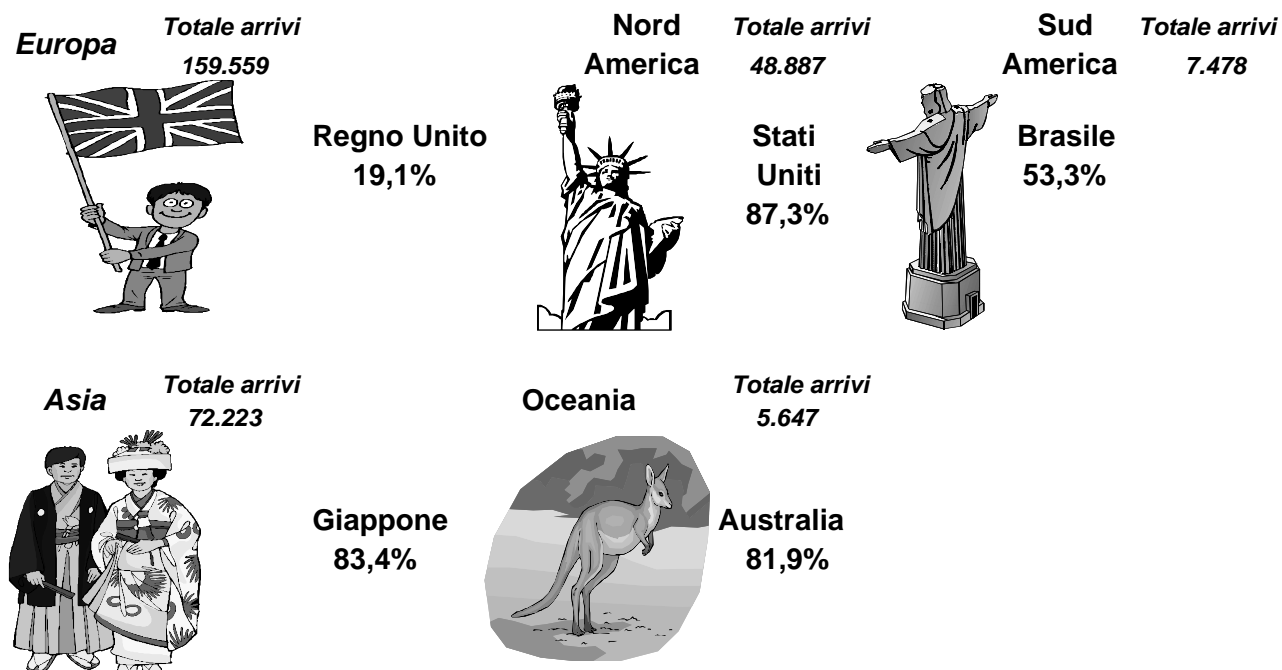 Europa
Totale arrivi
159.559
Regno Unito
19,1%
Nord
America
Totale arrivi
48.887
Stati
Uniti
87,3%
Sud
America
Totale arrivi
7.478
Brasile
53,3%
Asia
Totale arrivi
72.223
Giappone
83,4%
Oceania
Totale arrivi
5.647
Australia
81,9%